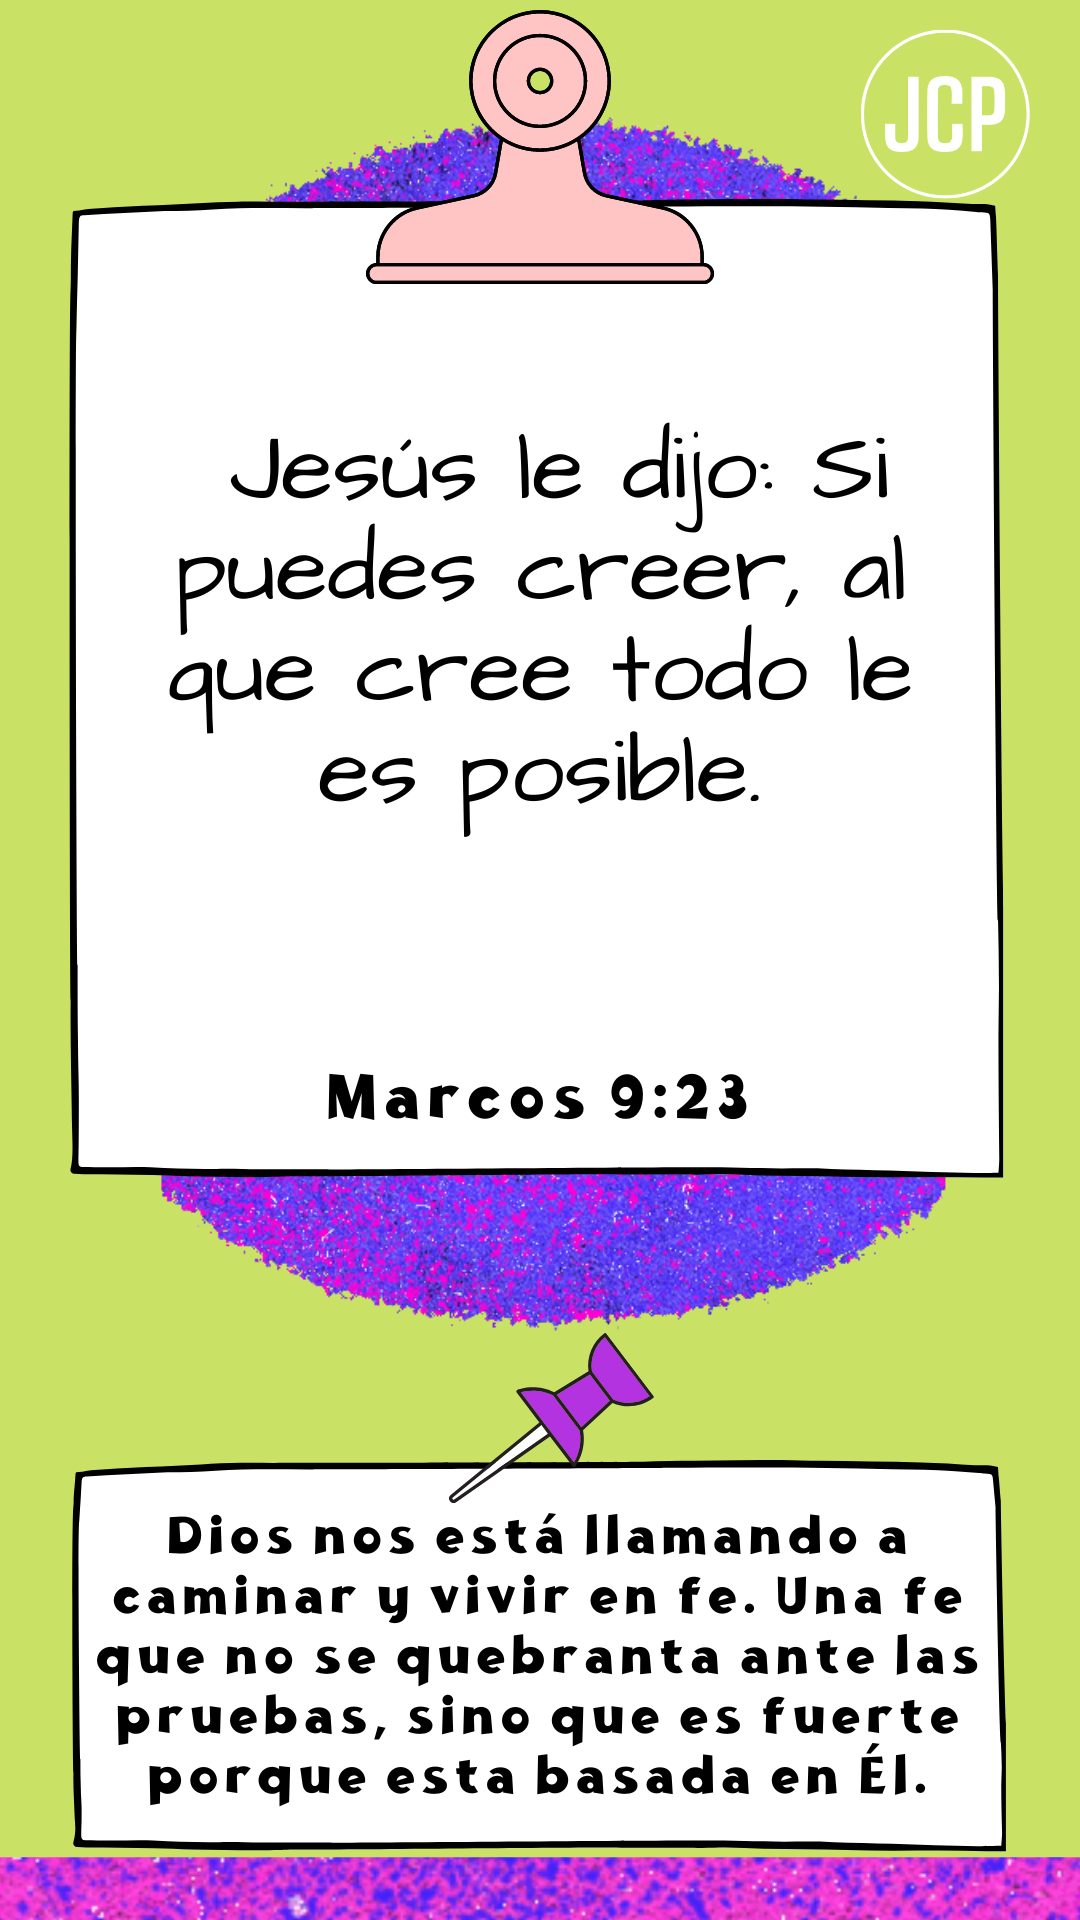 JCP
Jesús le dijo: Si
puedes creer, al
que cree todo le
es posible.
Marcos 9:23
Dios nos está llamando a
caminar y vivir en fe. Una fe
que no se quebranta ante las
pruebas, sino que es fuerte
porque esta basada en Él.